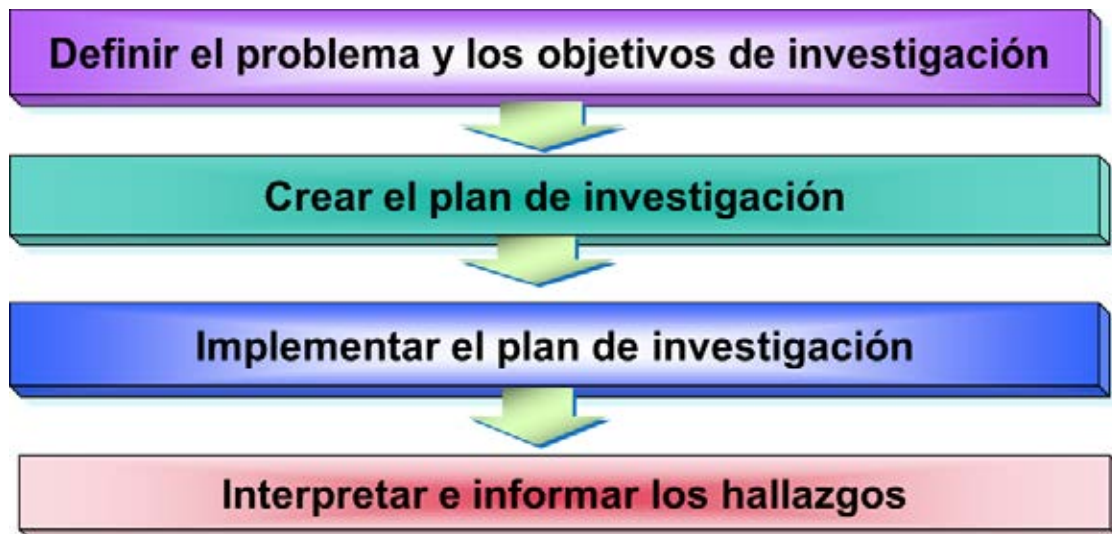 Definir el problema y los objetivos de investigación
Crear el plan de investigación
Implementar el plan de investigación
Interpretar e informar los hallazgos